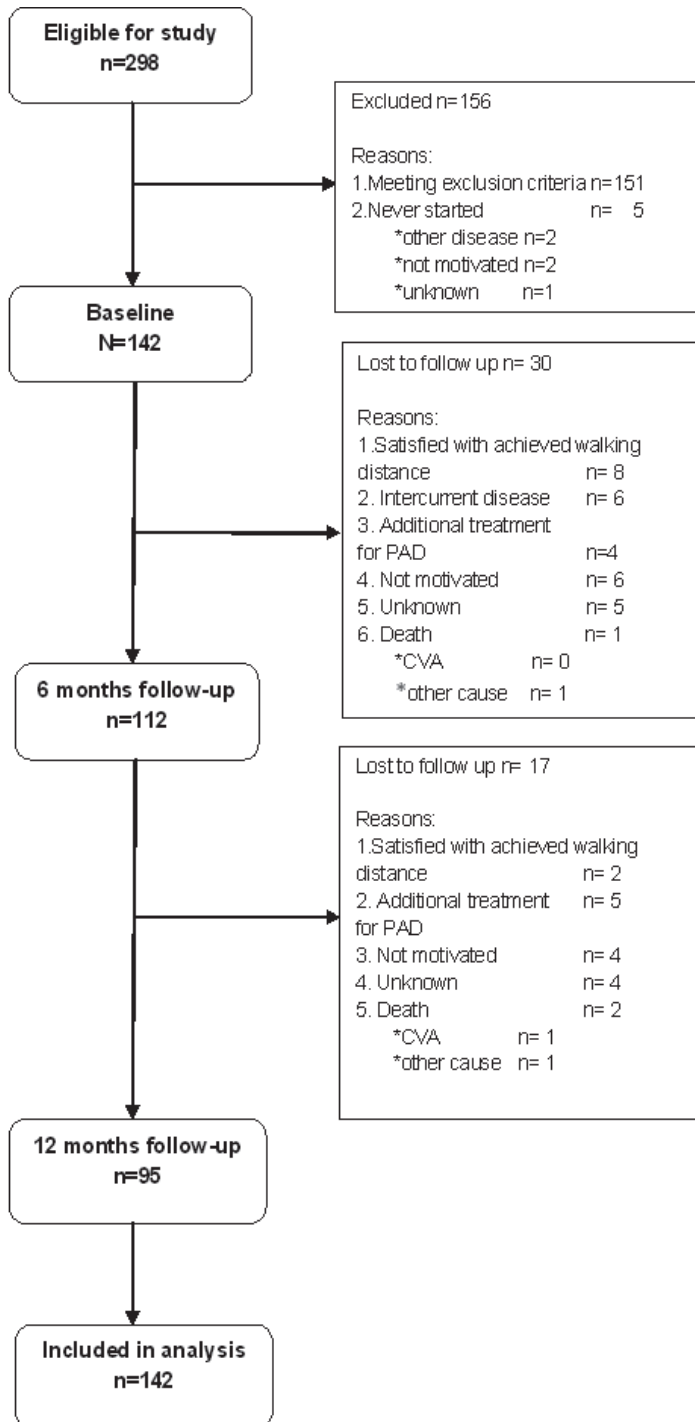 Eligible for study
n=298
Excluded n=156
Reasons:
1.Meeting exclusion criteria n=151
2.Never started n= 5
*other disease n=2
*not motivated n=2
*unknown n=1
Baseline
N=142
Lost to follow up n= 30
Reasons:
1.Satisfied with achieved walking
distance n= 8
2. Intercurrent disease n= 6
3. Additional treatment
for PAD n=4
4. Not motivated n= 6
5. Unknown n= 5
6. Death n= 1
*CVA n= 0
*other cause n= 1
6 months follow-up
n=112
Lost to follow up n= 17
Reasons:
1.Satisfied with achieved walking
distance n= 2
2. Additional treatment n= 5
for PAD
3. Not motivated n= 4
4. Unknown n= 4
5. Death n= 2
*CVA n= 1
*other cause n= 1
12 months follow-up
n=95
Included in analysis
n=142